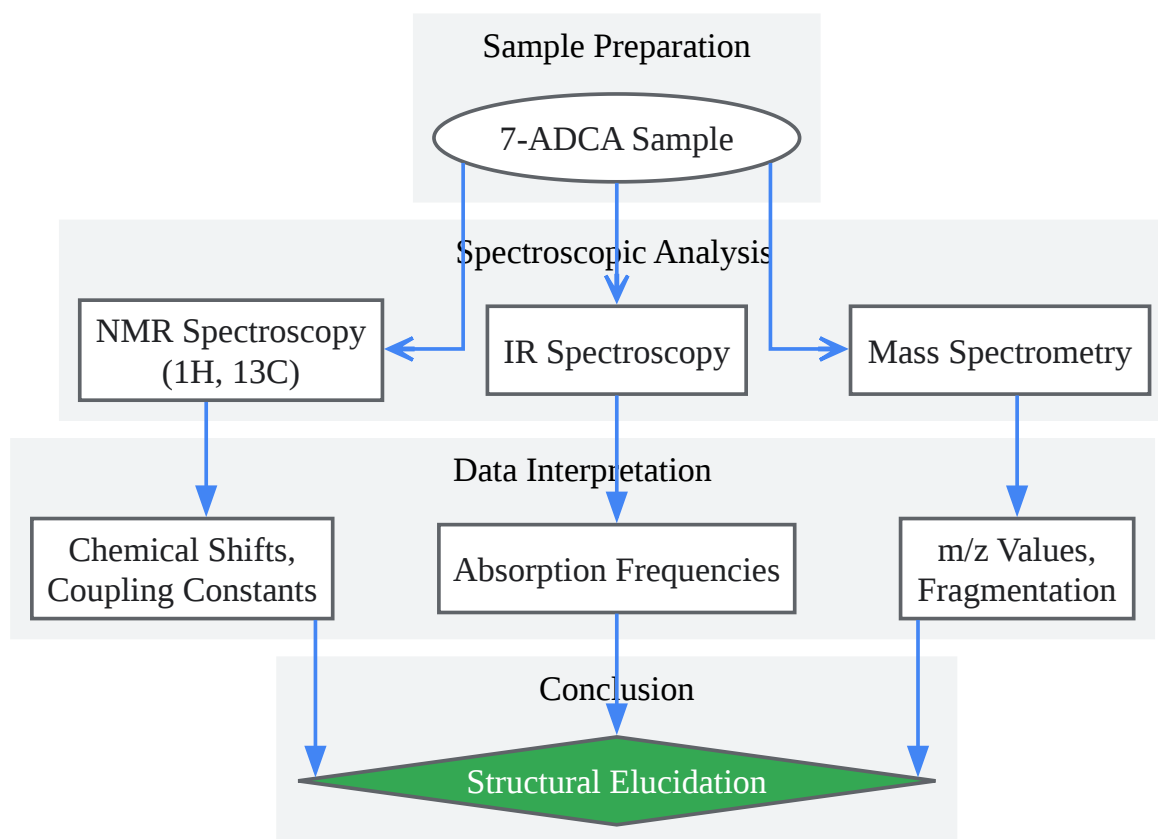 Sample Preparation
7-ADCA Sample
Spectroscopic Analysis
NMR Spectroscopy
(1H, 13C)
IR Spectroscopy
Mass Spectrometry
Data Interpretation
Chemical Shifts,
Coupling Constants
Absorption Frequencies
m/z Values,
Fragmentation
Conclusion
Structural Elucidation